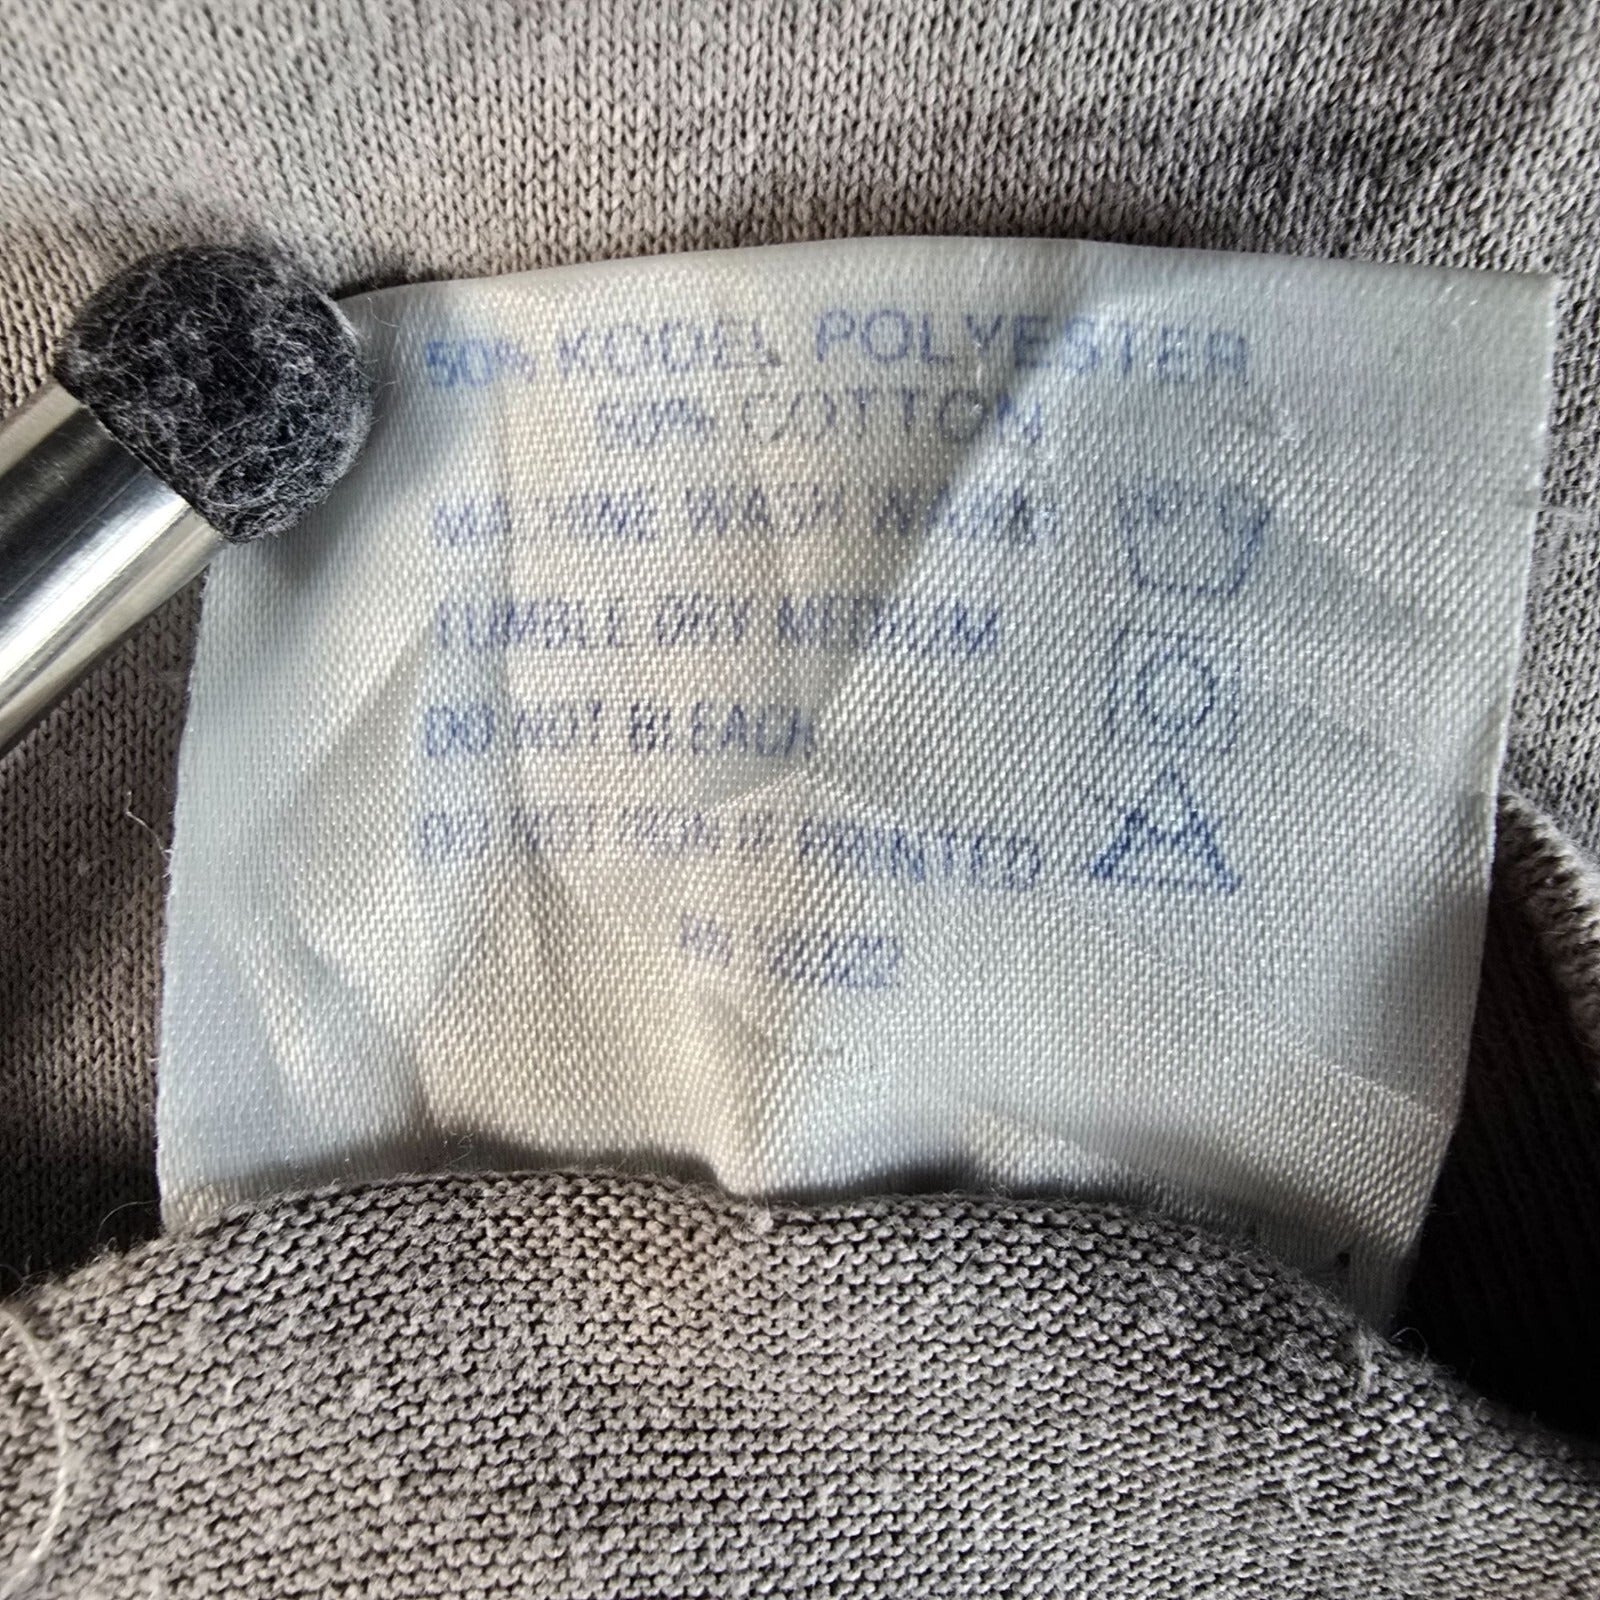 50% KODEL POLYESTER
50% COTTON
MACHINE WASH WARM
TUMBLE DRY MEDIUM
DO NOT BLEACH
DO NOT IRON IF PRINTED
RN